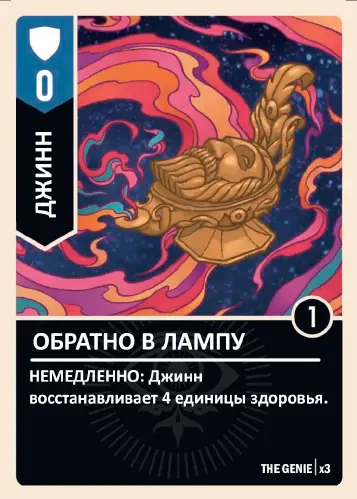 0
ДЖИНН
1
ОБРАТНО В ЛАМПУ
НЕМЕДЛЕННО: Джинн
восстанавливает 4 единицы здоровья.
THE GENIE | x3